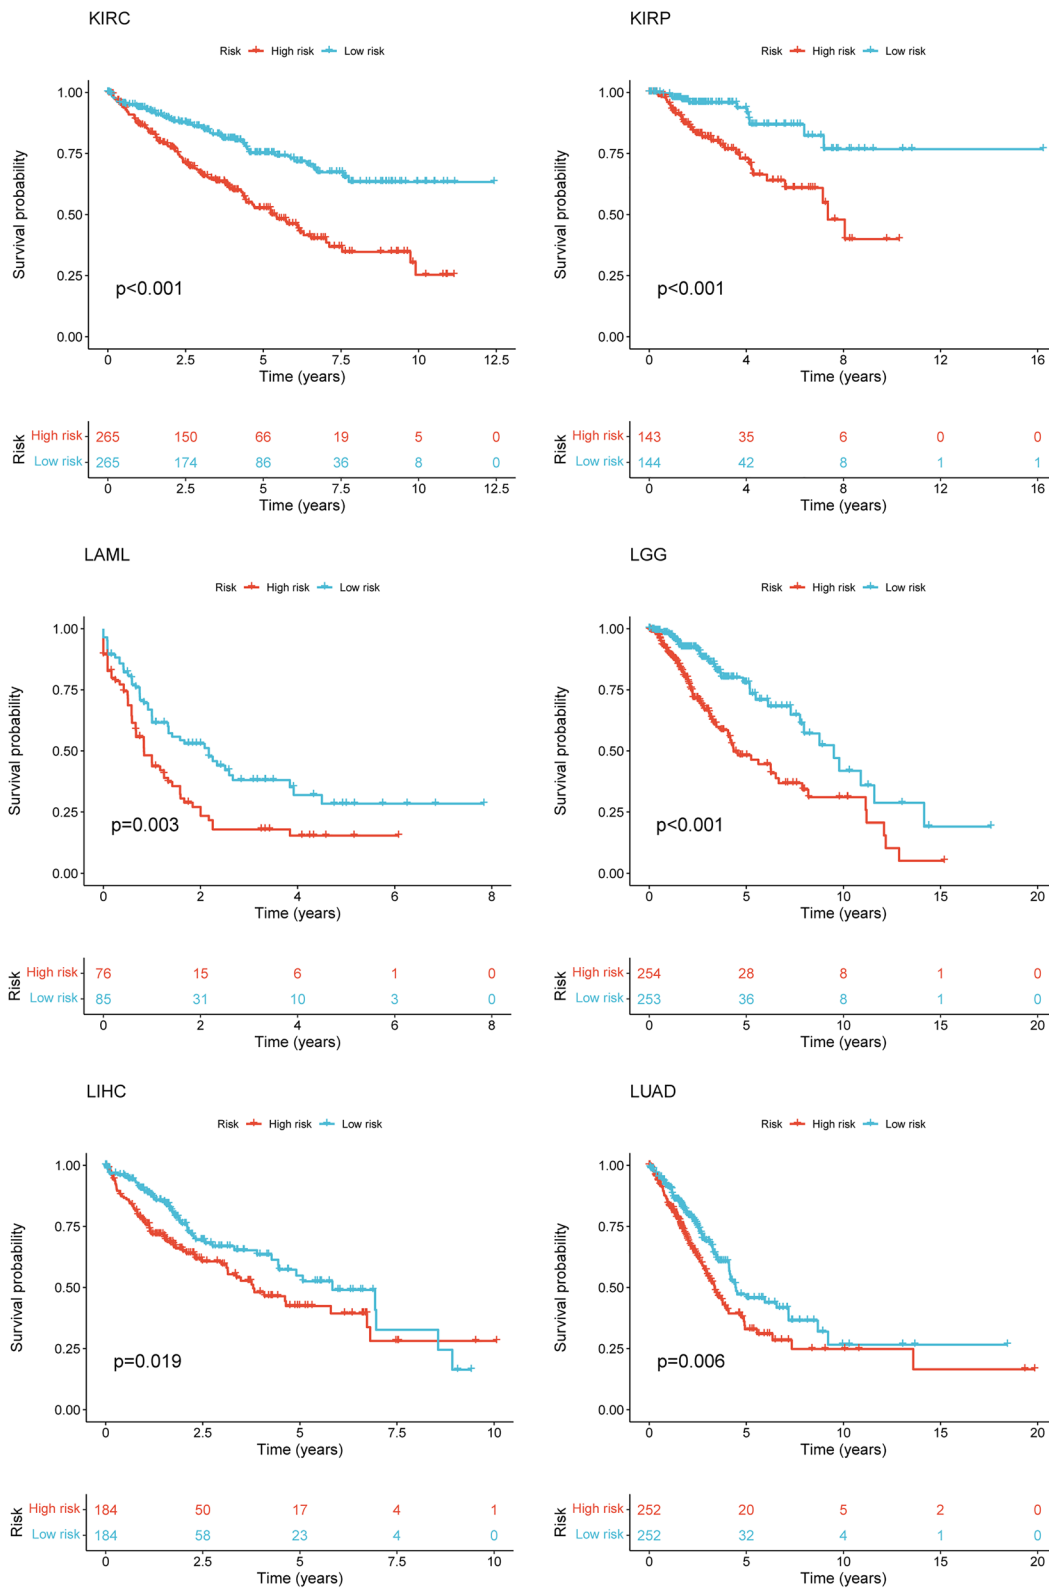 KIRC
Risk High risk Low risk
1.00
0.75
0.50
0.25
0.00
Survival probability
p<0.001
0 2.5 5 7.5 10 12.5
Time (years)
Risk
High risk 265 150 66 19 5 0
Low risk 265 174 86 36 8 0
0 2.5 5 7.5 10 12.5
Time (years)
KIRP
Risk High risk Low risk
1.00
0.75
0.50
0.25
0.00
Survival probability
p<0.001
0 4 8 12 16
Time (years)
Risk
High risk 143 35 6 0 0
Low risk 144 42 8 1 1
0 4 8 12 16
Time (years)
LAML
Risk High risk Low risk
1.00
0.75
0.50
0.25
0.00
Survival probability
p=0.003
0 2 4 6 8
Time (years)
Risk
High risk 76 15 6 1 0
Low risk 85 31 10 3 0
0 2 4 6 8
Time (years)
LGG
Risk High risk Low risk
1.00
0.75
0.50
0.25
0.00
Survival probability
p<0.001
0 5 10 15 20
Time (years)
Risk
High risk 254 28 8 1 0
Low risk 253 36 8 1 0
0 5 10 15 20
Time (years)
LIHC
Risk High risk Low risk
1.00
0.75
0.50
0.25
0.00
Survival probability
p=0.019
0 2.5 5 7.5 10
Time (years)
Risk
High risk 184 50 17 4 1
Low risk 184 58 23 4 0
0 2.5 5 7.5 10
Time (years)
LUAD
Risk High risk Low risk
1.00
0.75
0.50
0.25
0.00
Survival probability
p=0.006
0 5 10 15 20
Time (years)
Risk
High risk 252 20 5 2 0
Low risk 252 32 4 1 0
0 5 10 15 20
Time (years)